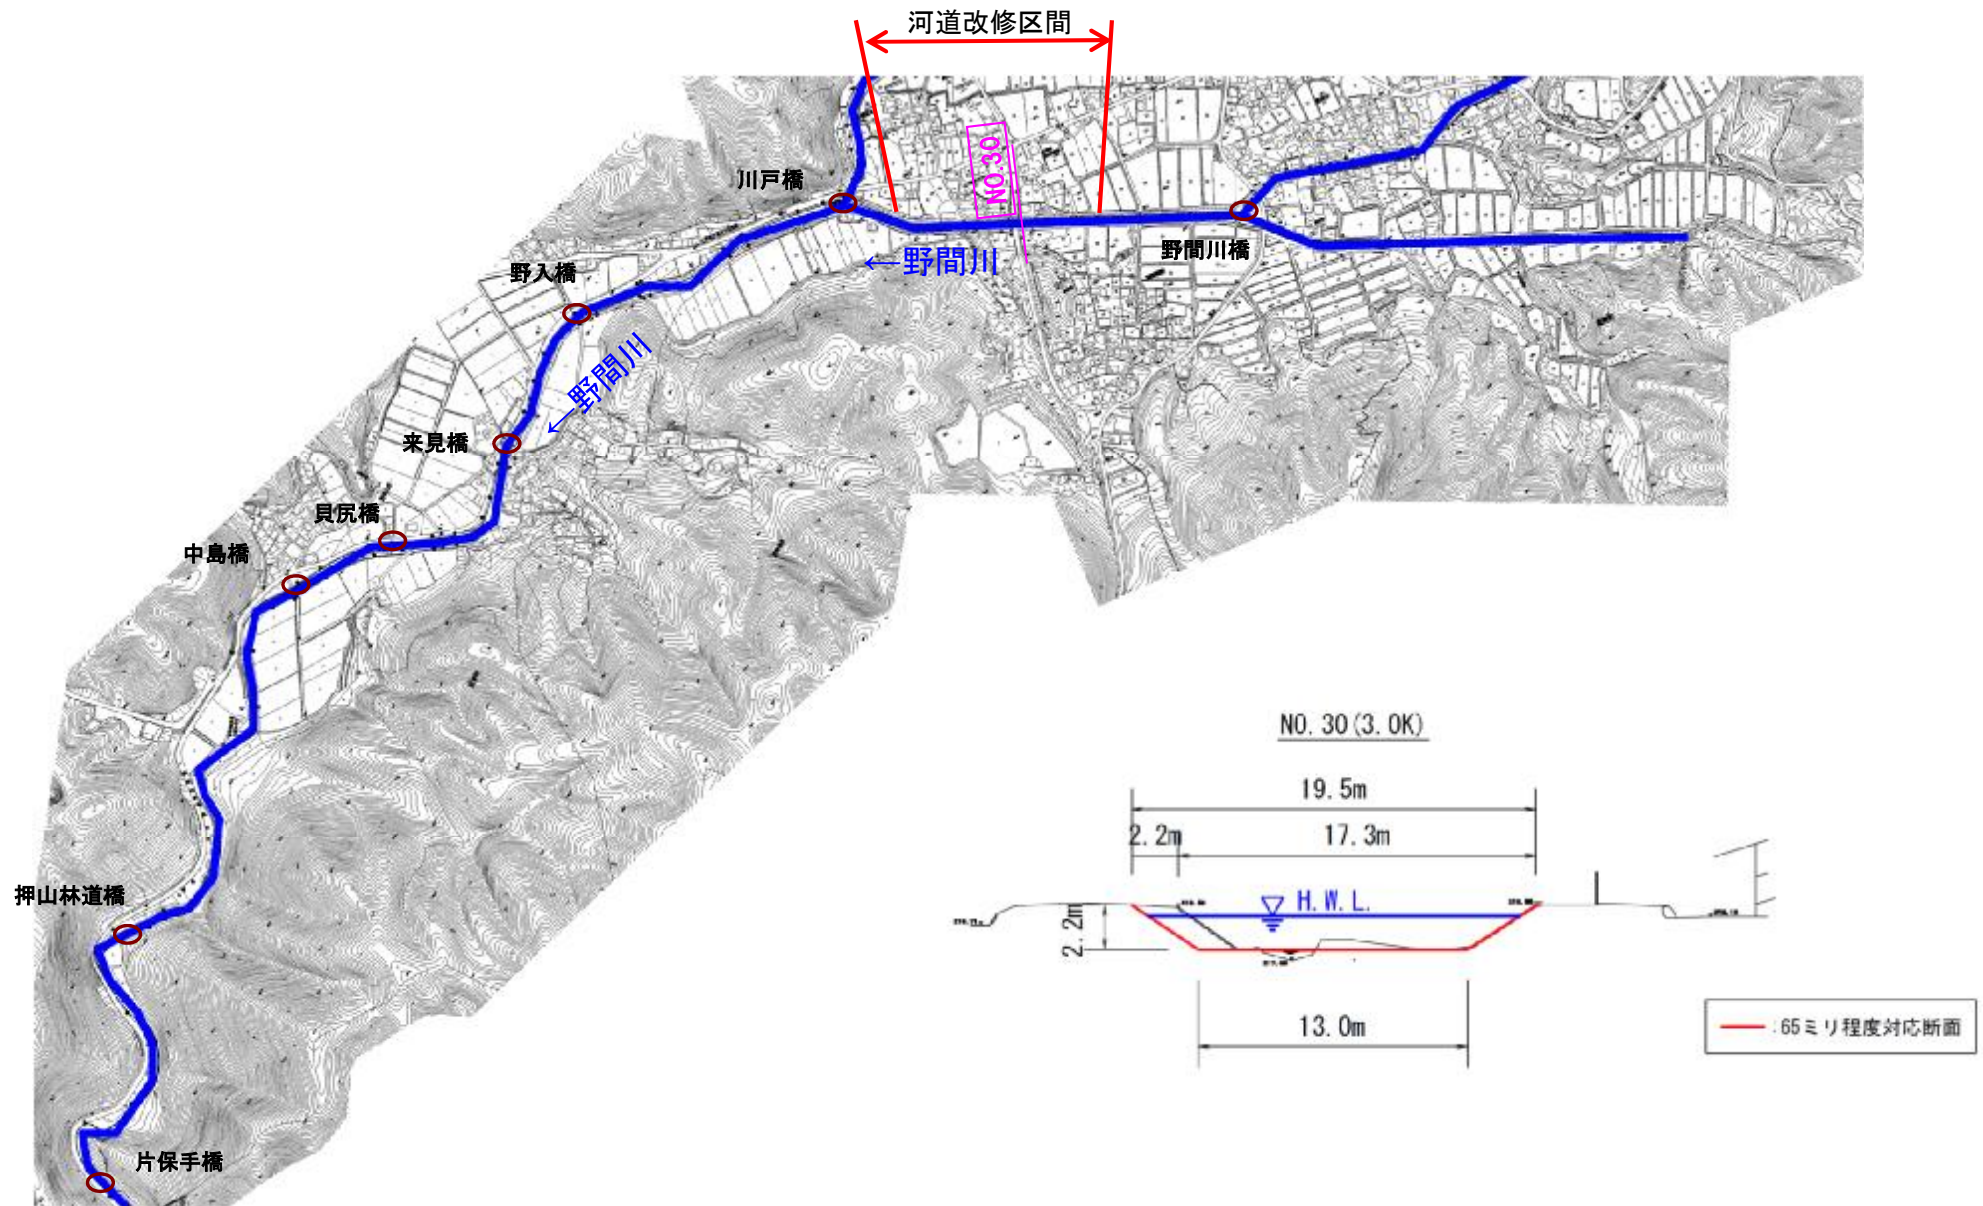 河道改修区間
NO.30
川戸橋
野間川橋
←野間川
野入橋
←野間川
来見橋
貝尻橋
中島橋
押山林道橋
片保手橋
NO.30(3.0K)
19.5m
2.2m
17.3m
H.W.L.
2.2m
13.0m
:65ミリ程度対応断面